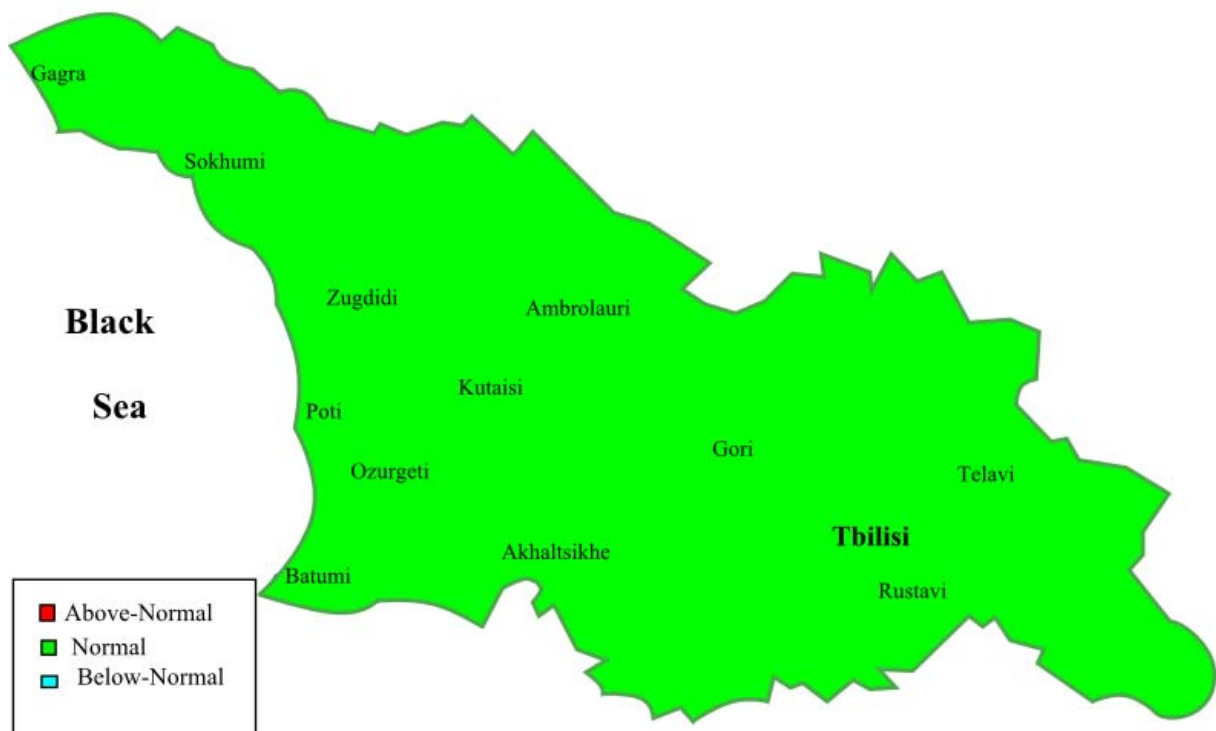 Gagra
Sokhumi
Zugdidi
Ambrolauri
Black
Sea
Kutaisi
Poti
Gori
Ozurgeti
Telavi
Tbilisi
Akhaltsikhe
Batumi
Rustavi
Above-Normal
Normal
Below-Normal